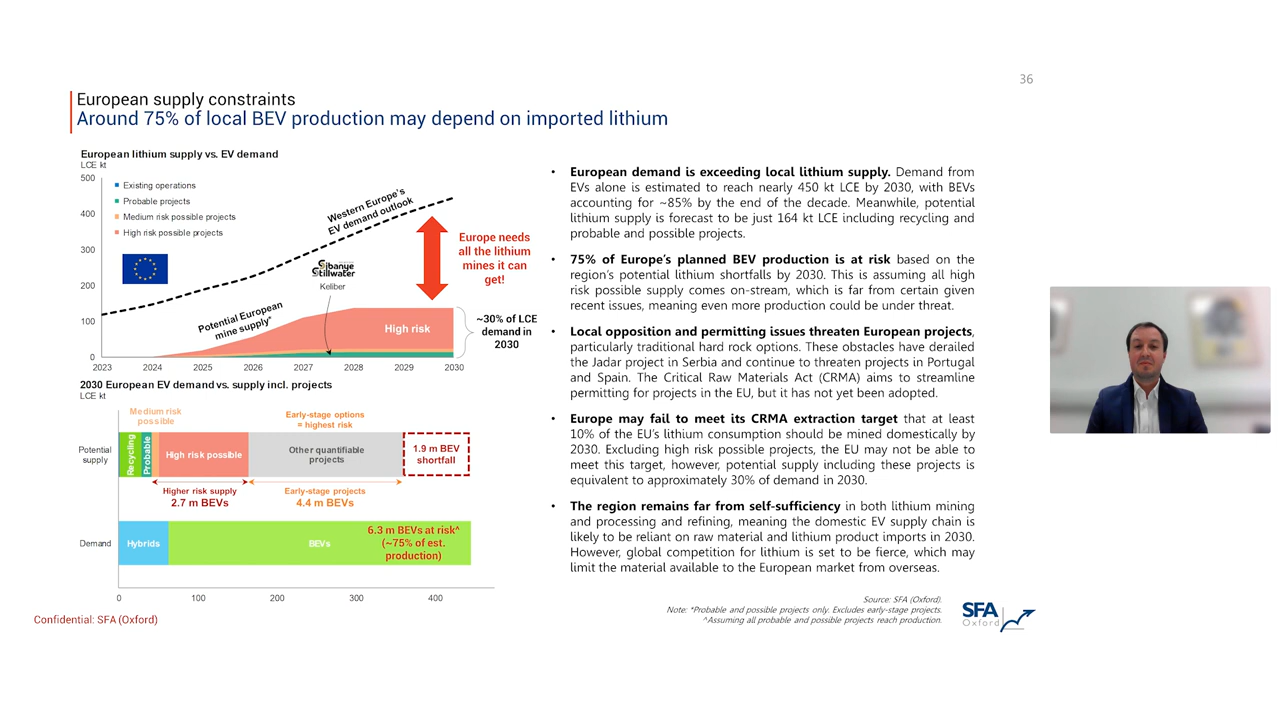 36
European supply constraints
Around 75% of local BEV production may depend on imported lithium
European lithium supply vs. EV demand
LCE kt
500
400
300
200
100
0
Existing operations
Probable projects
Medium risk possible projects
High risk possible projects
Western Europe's
EV demand outlook
Sibanye
Stillwater
Keliber
Potential European
mine supply*
High risk
Europe needs
all the lithium
mines it can
get!
~30% of LCE
demand in
2030
2023 2024 2025 2026 2027 2028 2029 2030
2030 European EV demand vs. supply incl. projects
LCE kt
Medium risk
possible
Early-stage options
= highest risk
Potential
supply
Recycling
Probable
High risk possible
Other quantifiable
projects
1.9 m BEV
shortfall
Higher risk supply
2.7 m BEVs
Early-stage projects
4.4 m BEVs
Demand
Hybrids
BEVs
6.3 m BEVs at risk^
(~75% of est.
production)
0 100 200 300 400
Confidential: SFA (Oxford)
• European demand is exceeding local lithium supply. Demand from
EVs alone is estimated to reach nearly 450 kt LCE by 2030, with BEVs
accounting for ~85% by the end of the decade. Meanwhile, potential
lithium supply is forecast to be just 164 kt LCE including recycling and
probable and possible projects.
• 75% of Europe's planned BEV production is at risk based on the
region's potential lithium shortfalls by 2030. This is assuming all high
risk possible supply comes on-stream, which is far from certain given
recent issues, meaning even more production could be under threat.
• Local opposition and permitting issues threaten European projects,
particularly traditional hard rock options. These obstacles have derailed
the Jadar project in Serbia and continue to threaten projects in Portugal
and Spain. The Critical Raw Materials Act (CRMA) aims to streamline
permitting for projects in the EU, but it has not yet been adopted.
• Europe may fail to meet its CRMA extraction target that at least
10% of the EU's lithium consumption should be mined domestically by
2030. Excluding high risk possible projects, the EU may not be able to
meet this target, however, potential supply including these projects is
equivalent to approximately 30% of demand in 2030.
• The region remains far from self-sufficiency in both lithium mining
and processing and refining, meaning the domestic EV supply chain is
likely to be reliant on raw material and lithium product imports in 2030.
However, global competition for lithium is set to be fierce, which may
limit the material available to the European market from overseas.
Source: SFA (Oxford).
Note: *Probable and possible projects only. Excludes early-stage projects.
^Assuming all probable and possible projects reach production.
SFA
Oxford